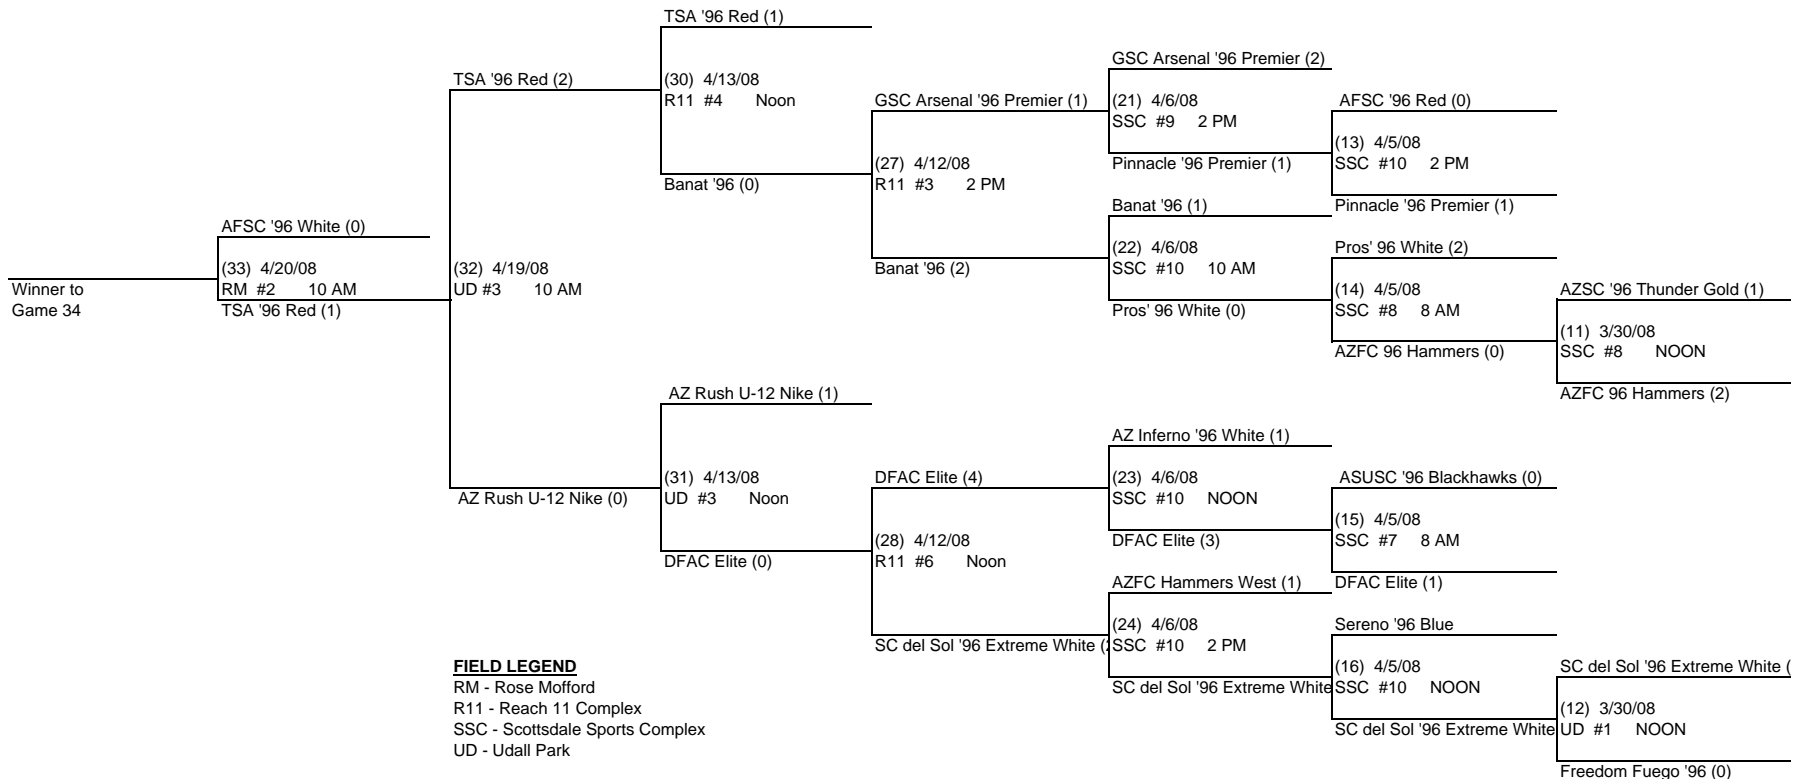 TSA '96 Red (1)
(30) 4/13/08
R11 #4 Noon
Banat '96 (0)
TSA '96 Red (2)
GSC Arsenal '96 Premier (2)
(21) 4/6/08
SSC #9 2 PM
Pinnacle '96 Premier (1)
GSC Arsenal '96 Premier (1)
(27) 4/12/08
R11 #3 2 PM
Banat '96 (2)
AFSC '96 Red (0)
(13) 4/5/08
SSC #10 2 PM
Pinnacle '96 Premier (1)
Banat '96 (1)
(22) 4/6/08
SSC #10 10 AM
Pros' 96 White (0)
Pros' 96 White (2)
(14) 4/5/08
SSC #8 8 AM
AZFC 96 Hammers (0)
AZSC '96 Thunder Gold (1)
(11) 3/30/08
SSC #8 NOON
AZFC 96 Hammers (2)
AFSC '96 White (0)
(33) 4/20/08
RM #2 10 AM
TSA '96 Red (1)
Winner to
Game 34
(32) 4/19/08
UD #3 10 AM
AZ Rush U-12 Nike (1)
(31) 4/13/08
UD #3 Noon
DFAC Elite (0)
AZ Rush U-12 Nike (0)
AZ Inferno '96 White (1)
(23) 4/6/08
SSC #10 NOON
DFAC Elite (3)
DFAC Elite (4)
(28) 4/12/08
R11 #6 Noon
SC del Sol '96 Extreme White (
ASUSC '96 Blackhawks (0)
(15) 4/5/08
SSC #7 8 AM
DFAC Elite (1)
AZFC Hammers West (1)
(24) 4/6/08
SSC #10 2 PM
SC del Sol '96 Extreme White
Sereno '96 Blue
(16) 4/5/08
SSC #10 NOON
SC del Sol '96 Extreme White
SC del Sol '96 Extreme White (
(12) 3/30/08
UD #1 NOON
Freedom Fuego '96 (0)
FIELD LEGEND
RM - Rose Mofford
R11 - Reach 11 Complex
SSC - Scottsdale Sports Complex
UD - Udall Park